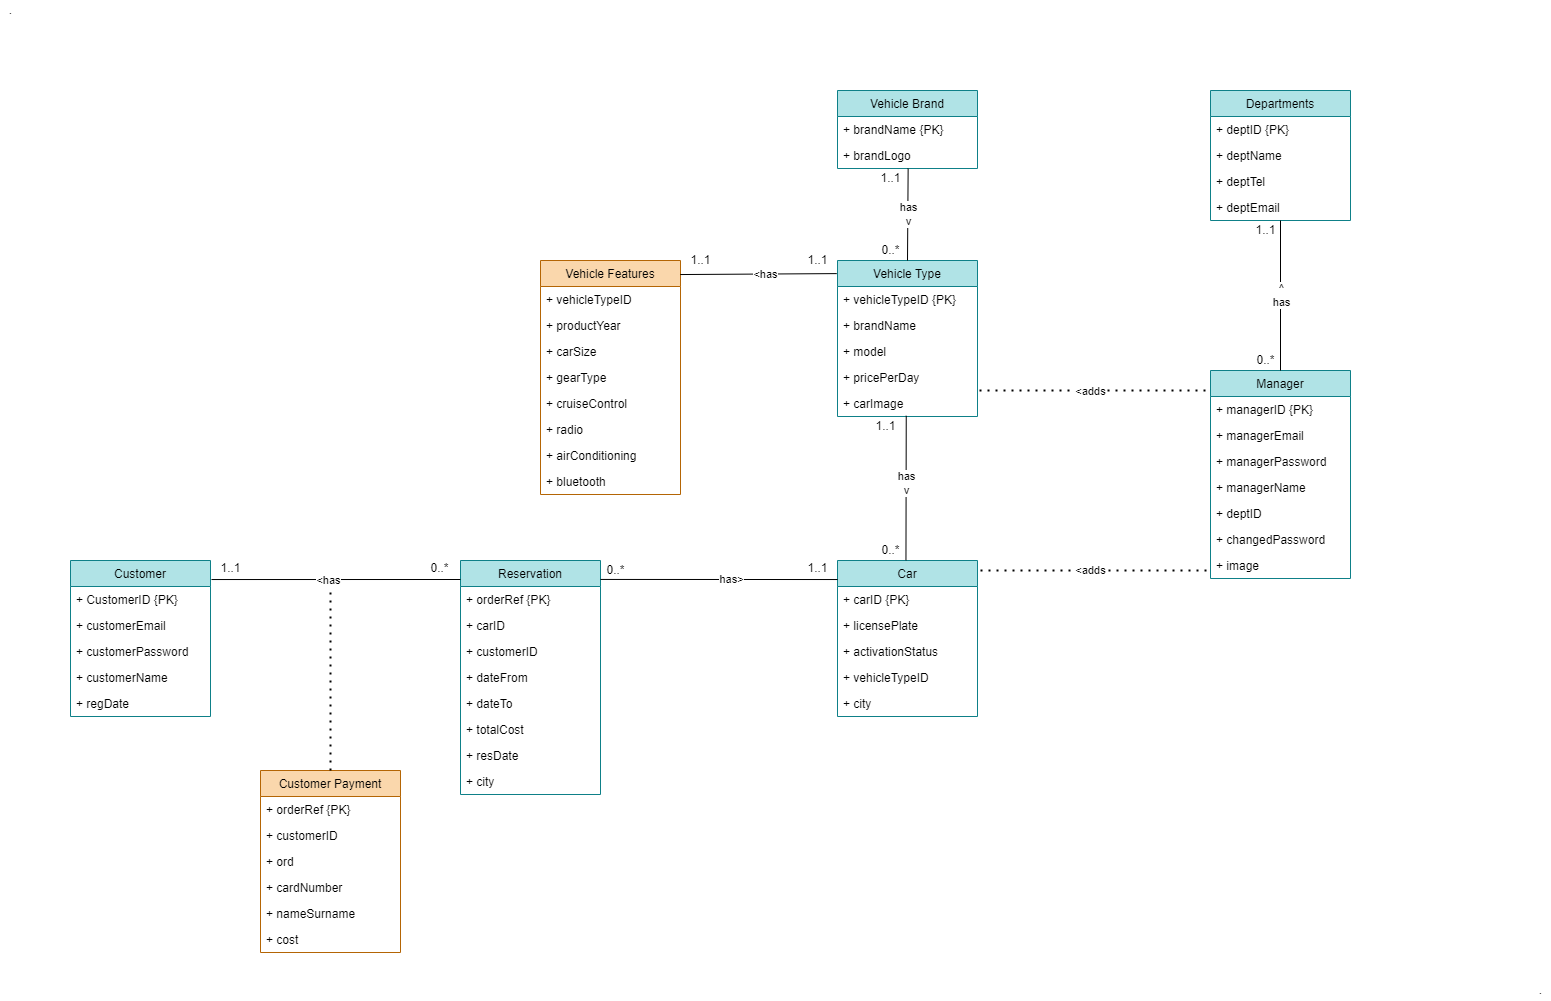 Vehicle Brand
+ brandName {PK}
+ brandLogo
1..1
has
v
0..*
Departments
+ deptID {PK}
+ deptName
+ deptTel
+ deptEmail
1..1
^
has
0..*
Vehicle Features
+ vehicleTypeID
+ productYear
+ carSize
+ gearType
+ cruiseControl
+ radio
+ airConditioning
+ bluetooth
1..1
<has
1..1
Vehicle Type
+ vehicleTypeID {PK}
+ brandName
+ model
+ pricePerDay
+ carImage
<adds
Manager
+ managerID {PK}
+ managerEmail
+ managerPassword
+ managerName
+ deptID
+ changedPassword
+ image
1..1
has
v
0..*
Customer
+ CustomerID {PK}
+ customerEmail
+ customerPassword
+ customerName
+ regDate
1..1
<has
0..*
Reservation
+ orderRef {PK}
+ carID
+ customerID
+ dateFrom
+ dateTo
+ totalCost
+ resDate
+ city
0..*
has>
1..1
Car
+ carID {PK}
+ licensePlate
+ activationStatus
+ vehicleTypeID
+ city
<adds
Customer Payment
+ orderRef {PK}
+ customerID
+ ord
+ cardNumber
+ nameSurname
+ cost